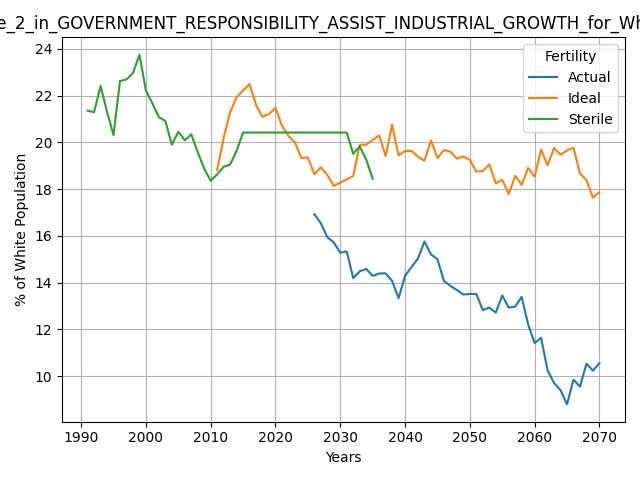 e_2_in_GOVERNMENT_RESPONSIBILITY_ASSIST_INDUSTRIAL_GROWTH_for_Wh
Fertility
Actual
Ideal
Sterile
% of White Population
24
22
20
18
16
14
12
10
1990 2000 2010 2020 2030 2040 2050 2060 2070
Years